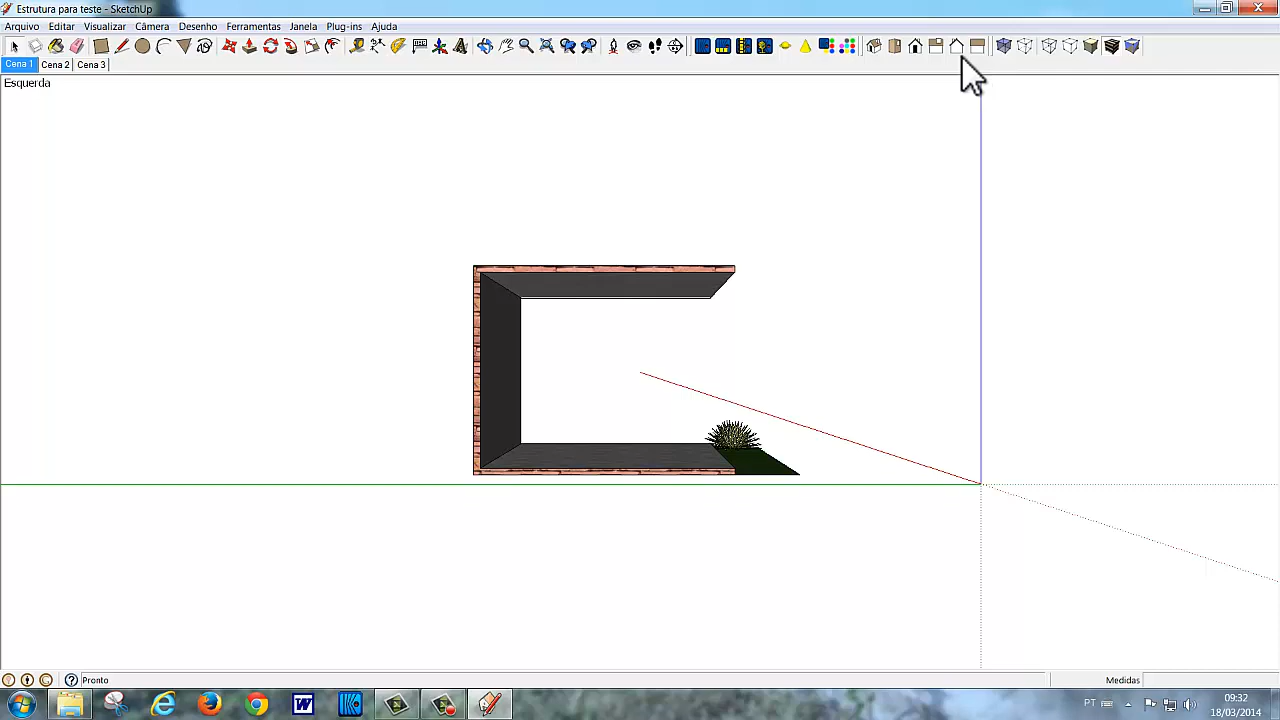 Estrutura para teste - SketchUp
Arquivo Editar Visualizar Câmera Desenho Ferramentas Janela Plug-ins Ajuda
Cena 1 Cena 2 Cena 3
Esquerda
Pronto
Medidas
PT
09:32
18/03/2014